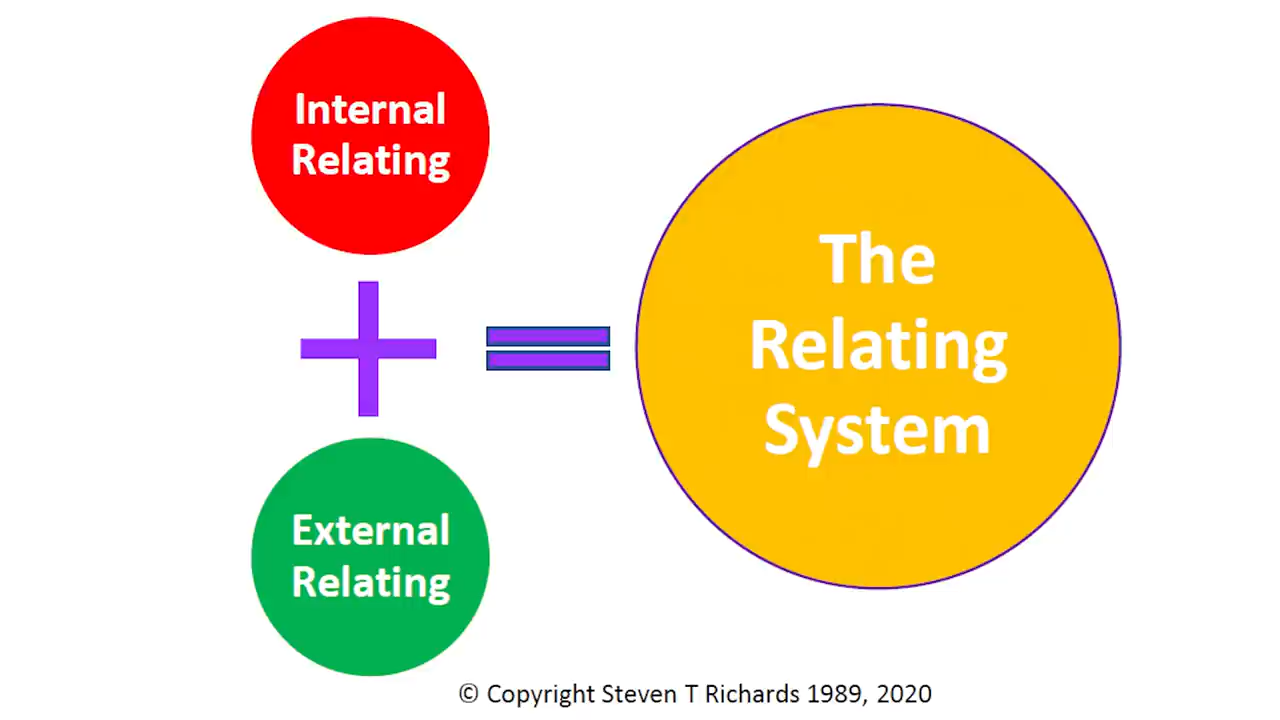 Internal
Relating
External
Relating
The
Relating
System
© Copyright Steven T Richards 1989, 2020